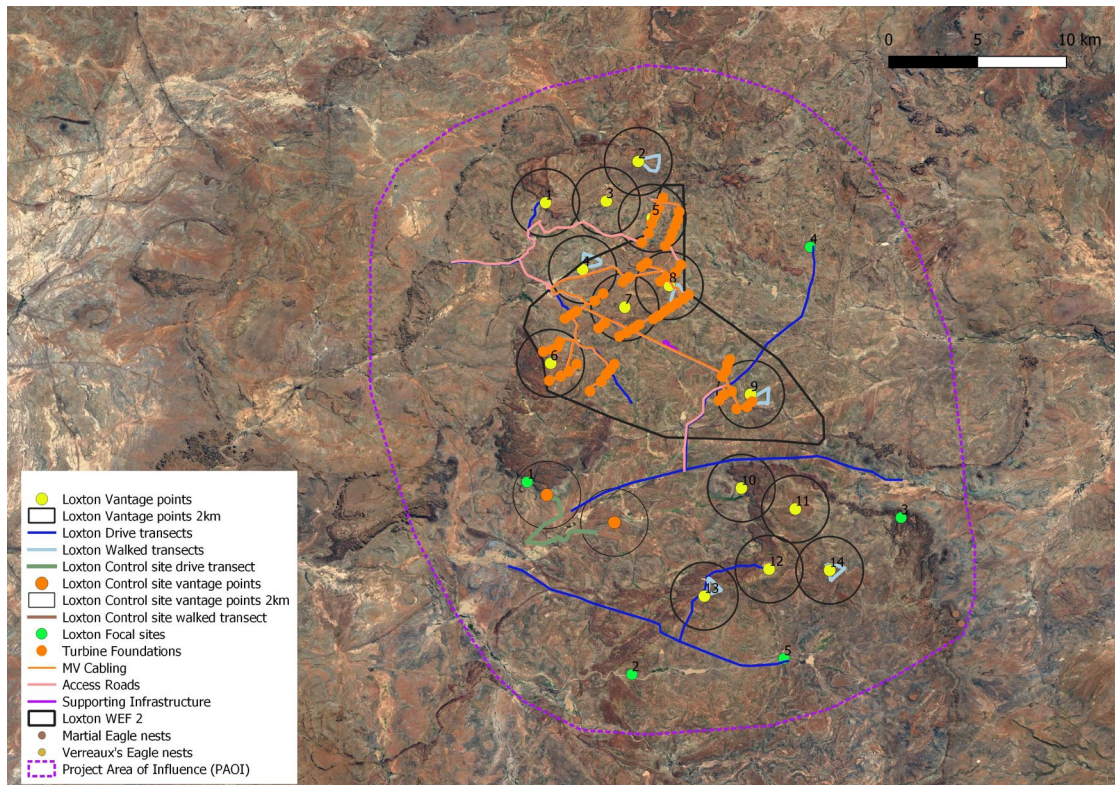 0 5 10 km
2
1
3
5
4
4
8
7
6
9
1
10
11
3
12
14
13
5
2
Loxton Vantage points
Loxton Vantage points 2km
Loxton Drive transects
Loxton Walked transects
Loxton Control site drive transect
Loxton Control site vantage points
Loxton Control site vantage points 2km
Loxton Control site walked transect
Loxton Focal sites
Turbine Foundations
MV Cabling
Access Roads
Supporting Infrastructure
Loxton WEF 2
Martial Eagle nests
Verreaux's Eagle nests
Project Area of Influence (PAOI)